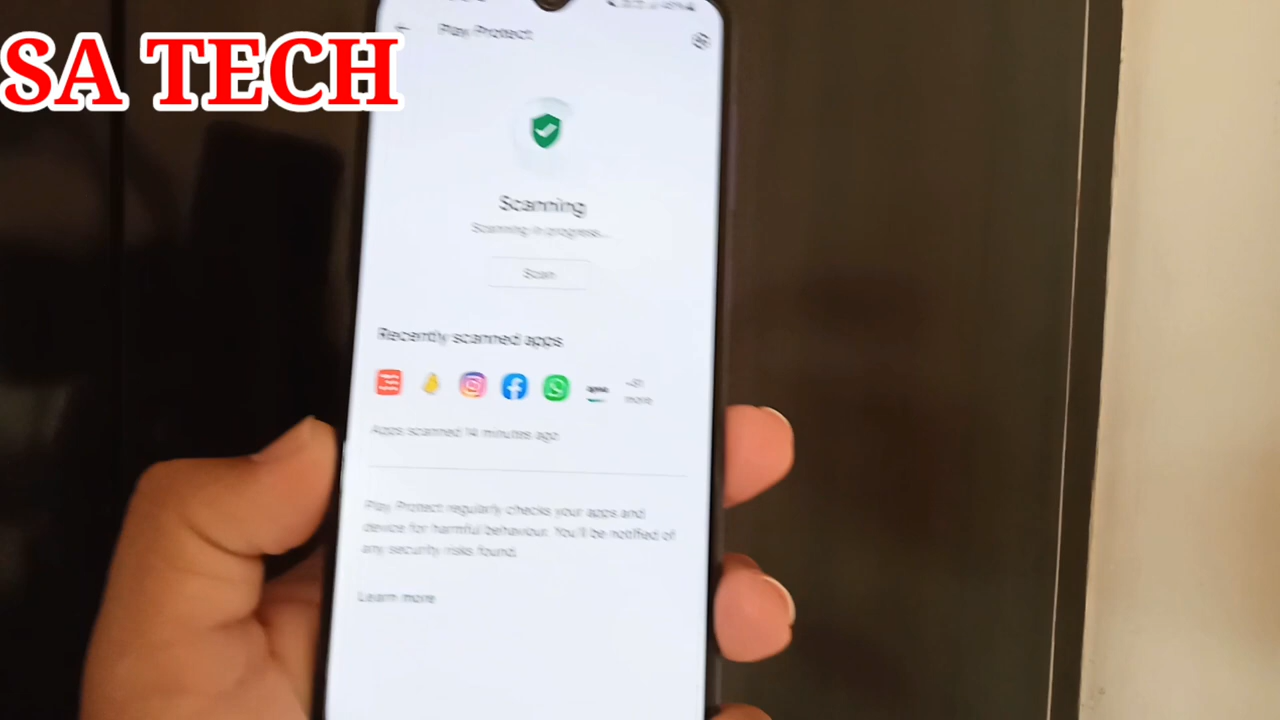 SA TECH
Play Protect
Scanning
Scanning in progress...
Scan
Recently scanned apps
more
Apps scanned 14 minutes ago
Play Protect regularly checks your apps and
device for harmful behaviour. You'll be notified of
any security risks found.
Learn more